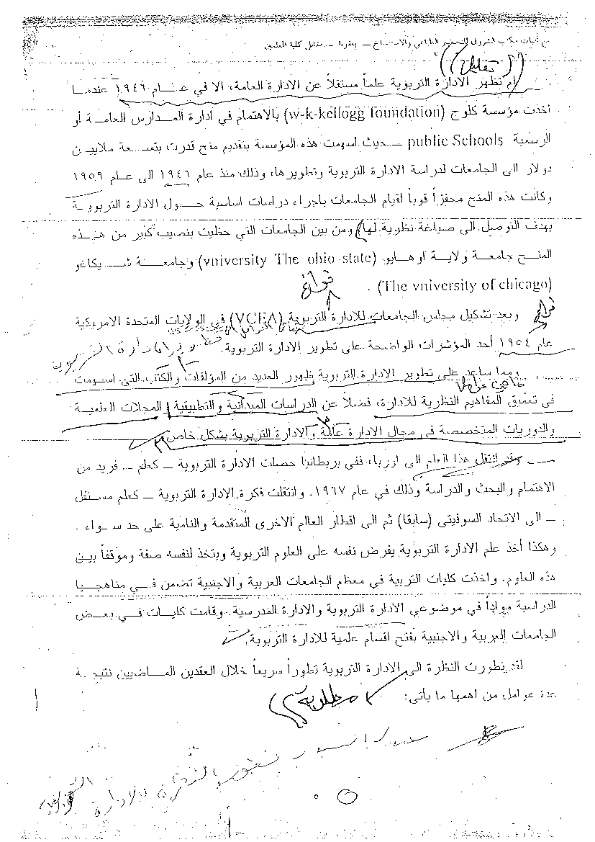 (تعليل)
لم تظهر الادارة التربوية علماً مستقلاً عن الادارة العامة، الا في عام ١٩٤٦ عندما
أخذت مؤسسة كلوج (w-k-kellogg foundation) بالاهتمام في أدارة المدارس العامة أو
الرسمية public Schools حيث اسهمت هذه المؤسسة بتقديم منح قدرت بتسعة ملايين
دولار الى الجامعات لدراسة الادارة التربوية وتطويرها، وذلك منذ عام ١٩٤٦ الى عام ١٩٥٩
وكانت هذه المنح محفزاً قوياً لقيام الجامعات باجراء دراسات اساسية حول الادارة التربوية
بهدف التوصل الى صياغة نظرية لها، ومن بين الجامعات التي حظيت بنصيب كبير من هذه
المنح جامعة ولاية اوهايو (vniversity The ohio state) وجامعة شيكاغو
(The vniversity of chicago) .
فراغ
وبعد تشكيل مجلس الجامعات للادارة التربوية (VCEA) في الولايات المتحدة الامريكية
عام ١٩٥٤ أحد المؤشرات الواضحة على تطوير الادارة التربوية.
ومما ساعد على تطوير الادارة التربوية ظهور العديد من المؤلفات والكتب التي اسهمت
في تعميق المفاهيم النظرية للادارة، فضلاً عن الدراسات الميدانية والتطبيقية المجلات العلمية
والدوريات المتخصصة في مجال الادارة عامة والادارة التربوية بشكل خاص
وقد انتقل هذا العلم الى اوربا، ففي بريطانيا حصلت الادارة التربوية – كعلم – فريد من
الاهتمام والبحث والدراسة وذلك في عام ١٩٦٧. وانتقلت فكرة الادارة التربوية – كعلم مستقل
– الى الاتحاد السوفيتي (سابقا) ثم الى اقطار العالم الاخرى المتقدمة والنامية على حد سواء .
وهكذا أخذ علم الادارة التربوية يفرض نفسه على العلوم التربوية ويتخذ لنفسه صفة وموقفاً بين
هذه العلوم. واخذت كليات التربية في معظم الجامعات العربية والاجنبية تضمن في مناهجها
الدراسية مواداً في موضوعي الادارة التربوية والادارة المدرسية. وقامت كليات في بعض
الجامعات العربية والاجنبية بفتح اقسام علمية للادارة التربوية.
لقد تطورت النظرة الى الادارة التربوية تطوراً سريعاً خلال العقدين الماضيين نتيجة
عدة عوامل من اهمها ما يأتي: